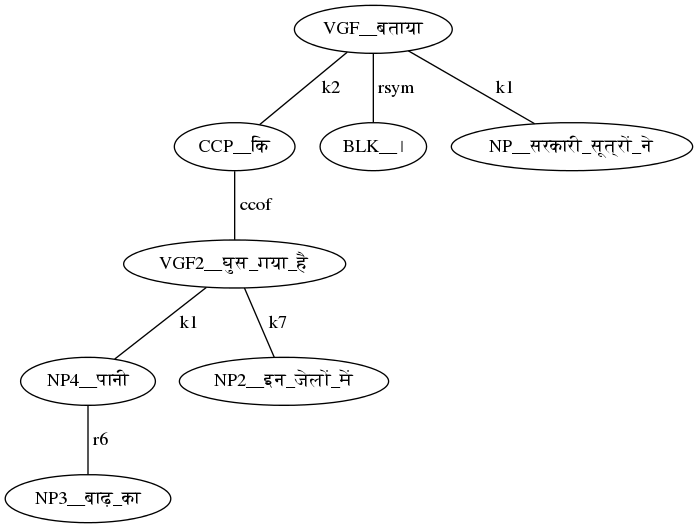 VGF__बताया
k2
rsym
k1
CCP__कि
BLK__।
NP__सरकारी_सूत्रों_ने
ccof
VGF2__घुस_गया_है
k1
k7
NP4__पानी
NP2__इन_जेलों_में
r6
NP3__बाढ़_का